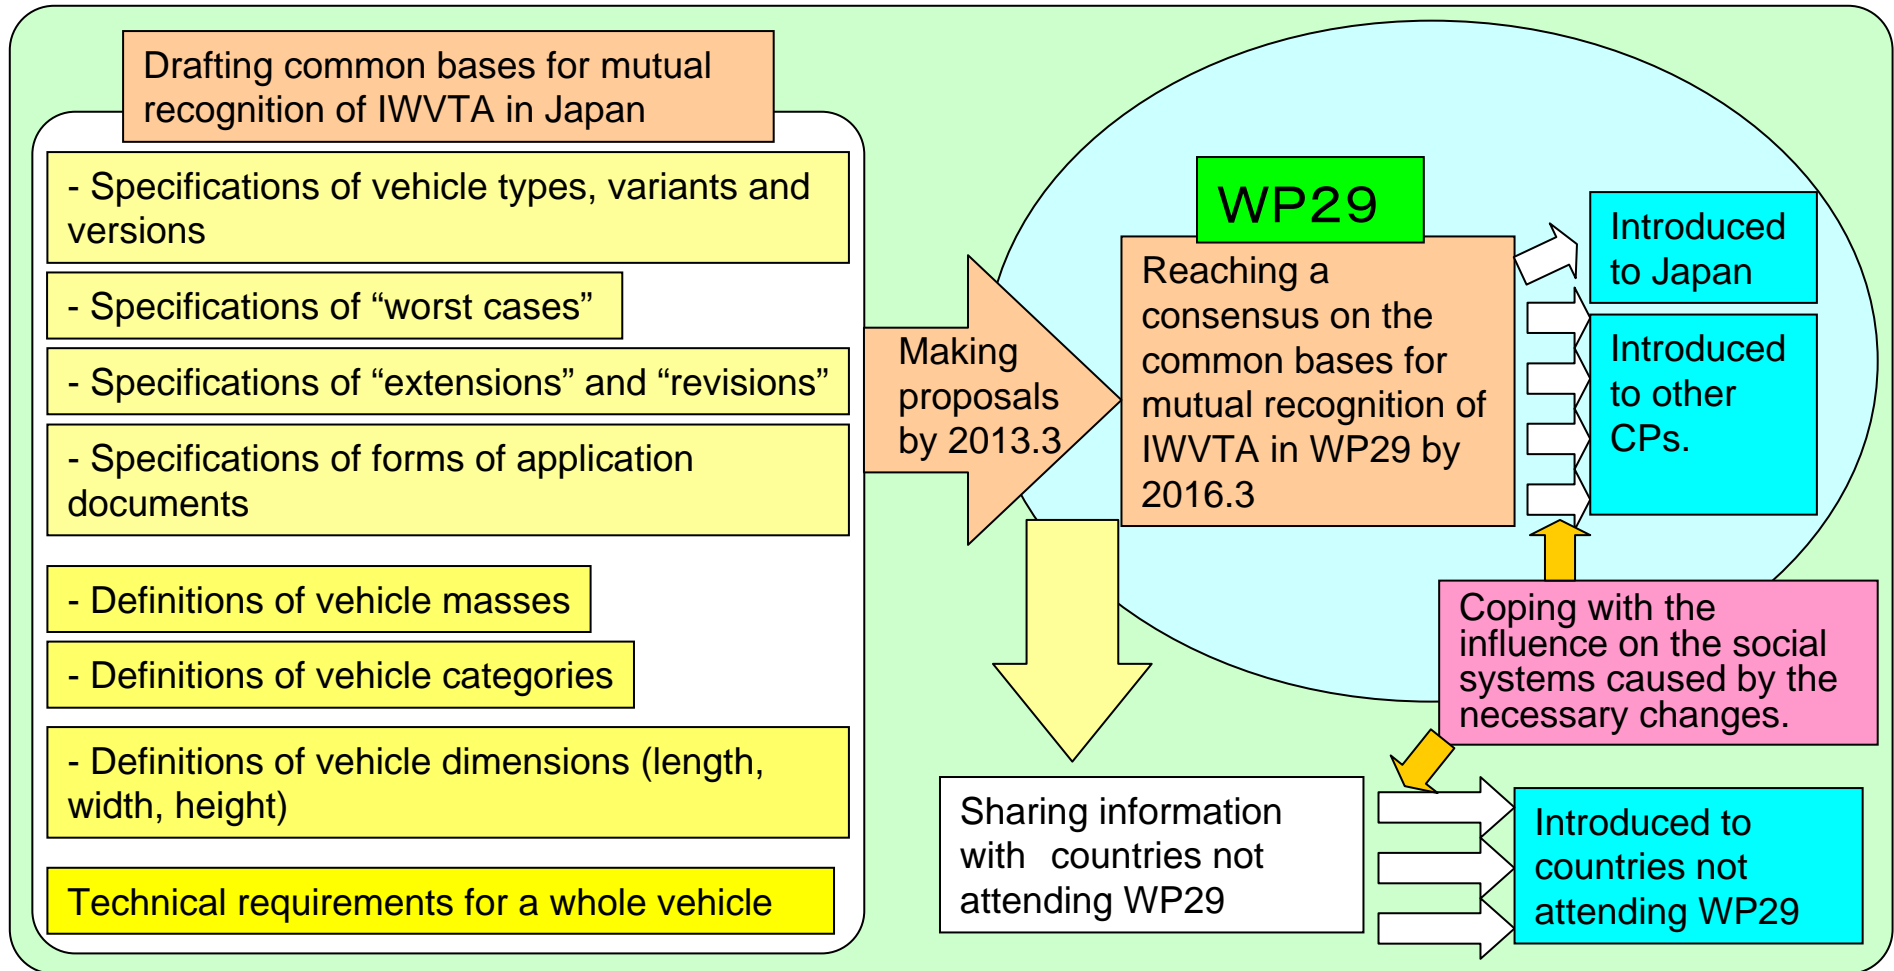 Drafting common bases for mutual
recognition of IWVTA in Japan
- Specifications of vehicle types, variants and
versions
- Specifications of “worst cases”
- Specifications of “extensions” and “revisions”
- Specifications of forms of application
documents
- Definitions of vehicle masses
- Definitions of vehicle categories
- Definitions of vehicle dimensions (length,
width, height)
Technical requirements for a whole vehicle
Making
proposals
by 2013.3
WP29
Reaching a
consensus on the
common bases for
mutual recognition of
IWVTA in WP29 by
2016.3
Introduced
to Japan
Introduced
to other
CPs.
Coping with the
influence on the social
systems caused by the
necessary changes.
Sharing information
with countries not
attending WP29
Introduced to
countries not
attending WP29